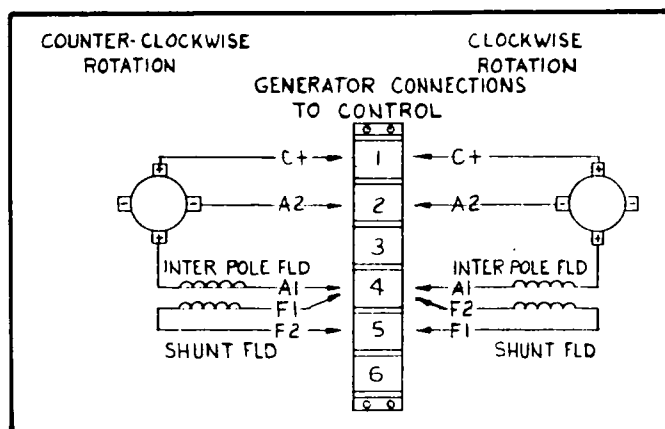 COUNTER-CLOCKWISE
ROTATION
CLOCKWISE
ROTATION
GENERATOR CONNECTIONS
TO CONTROL
C+ 1 C+
+ +
- - A2 2 A2 - -
3
+ +
INTER POLE FLD INTER POLE FLD
A1 4 A1
F1 F2
F2 5 F1
SHUNT FLD SHUNT FLD
6